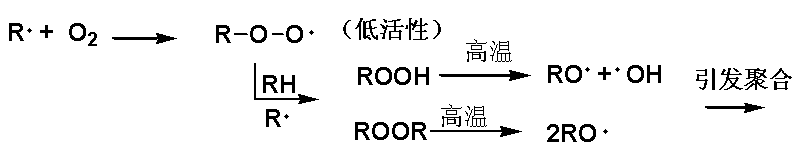 R· + O₂ → R–O–O· （低活性）
RH
R·
ROOH 高温 → RO· + ·OH 引发聚合 →
ROOR 高温 → 2RO·